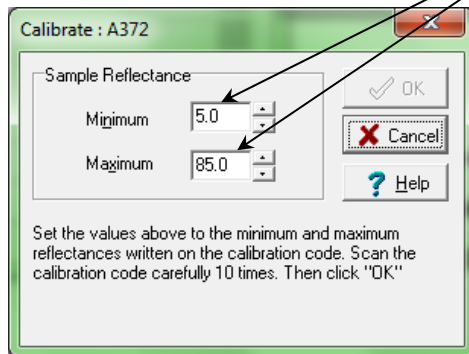 Calibrate : A372
Sample Reflectance
Minimum 5.0
Maximum 85.0
OK
Cancel
Help
Set the values above to the minimum and maximum
reflectances written on the calibration code. Scan the
calibration code carefully 10 times. Then click "OK"